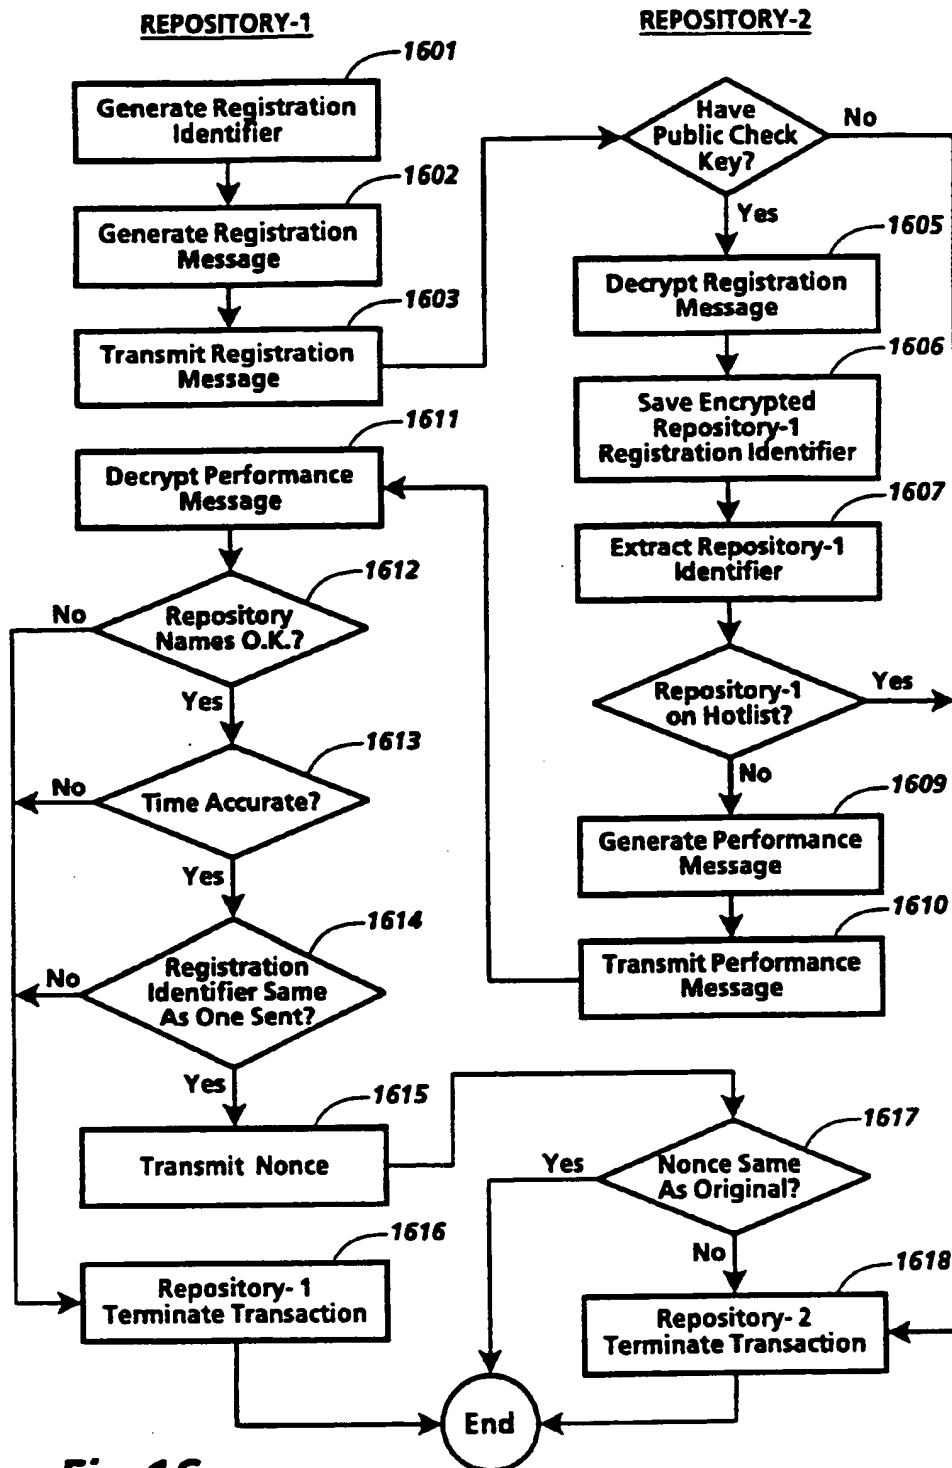 REPOSITORY-1
1601
Generate Registration
Identifier
1602
Generate Registration
Message
1603
Transmit Registration
Message
1611
Decrypt Performance
Message
1612
Repository
Names O.K.?
No
Yes
1613
Time Accurate?
No
Yes
1614
Registration
Identifier Same
As One Sent?
No
Yes
1615
Transmit Nonce
1616
Repository- 1
Terminate Transaction
REPOSITORY-2
Have
Public Check
Key?
No
Yes
1605
Decrypt Registration
Message
1606
Save Encrypted
Repository-1
Registration Identifier
1607
Extract Repository-1
Identifier
Repository-1
on Hotlist?
Yes
No
1609
Generate Performance
Message
1610
Transmit Performance
Message
1617
Nonce Same
As Original?
Yes
No
1618
Repository- 2
Terminate Transaction
End